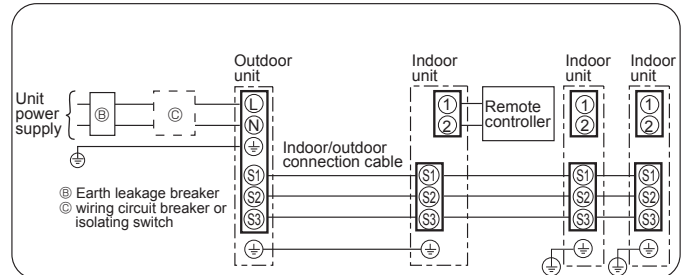 Outdoor
unit
Indoor
unit
Indoor
unit
Indoor
unit
Unit
power
supply
Ⓑ
Ⓒ
L
N
S1
S2
S3
1
2
Remote
controller
1
2
1
2
Indoor/outdoor
connection cable
S1
S2
S3
S1
S2
S3
S1
S2
S3
Ⓑ Earth leakage breaker
Ⓒ wiring circuit breaker or
isolating switch